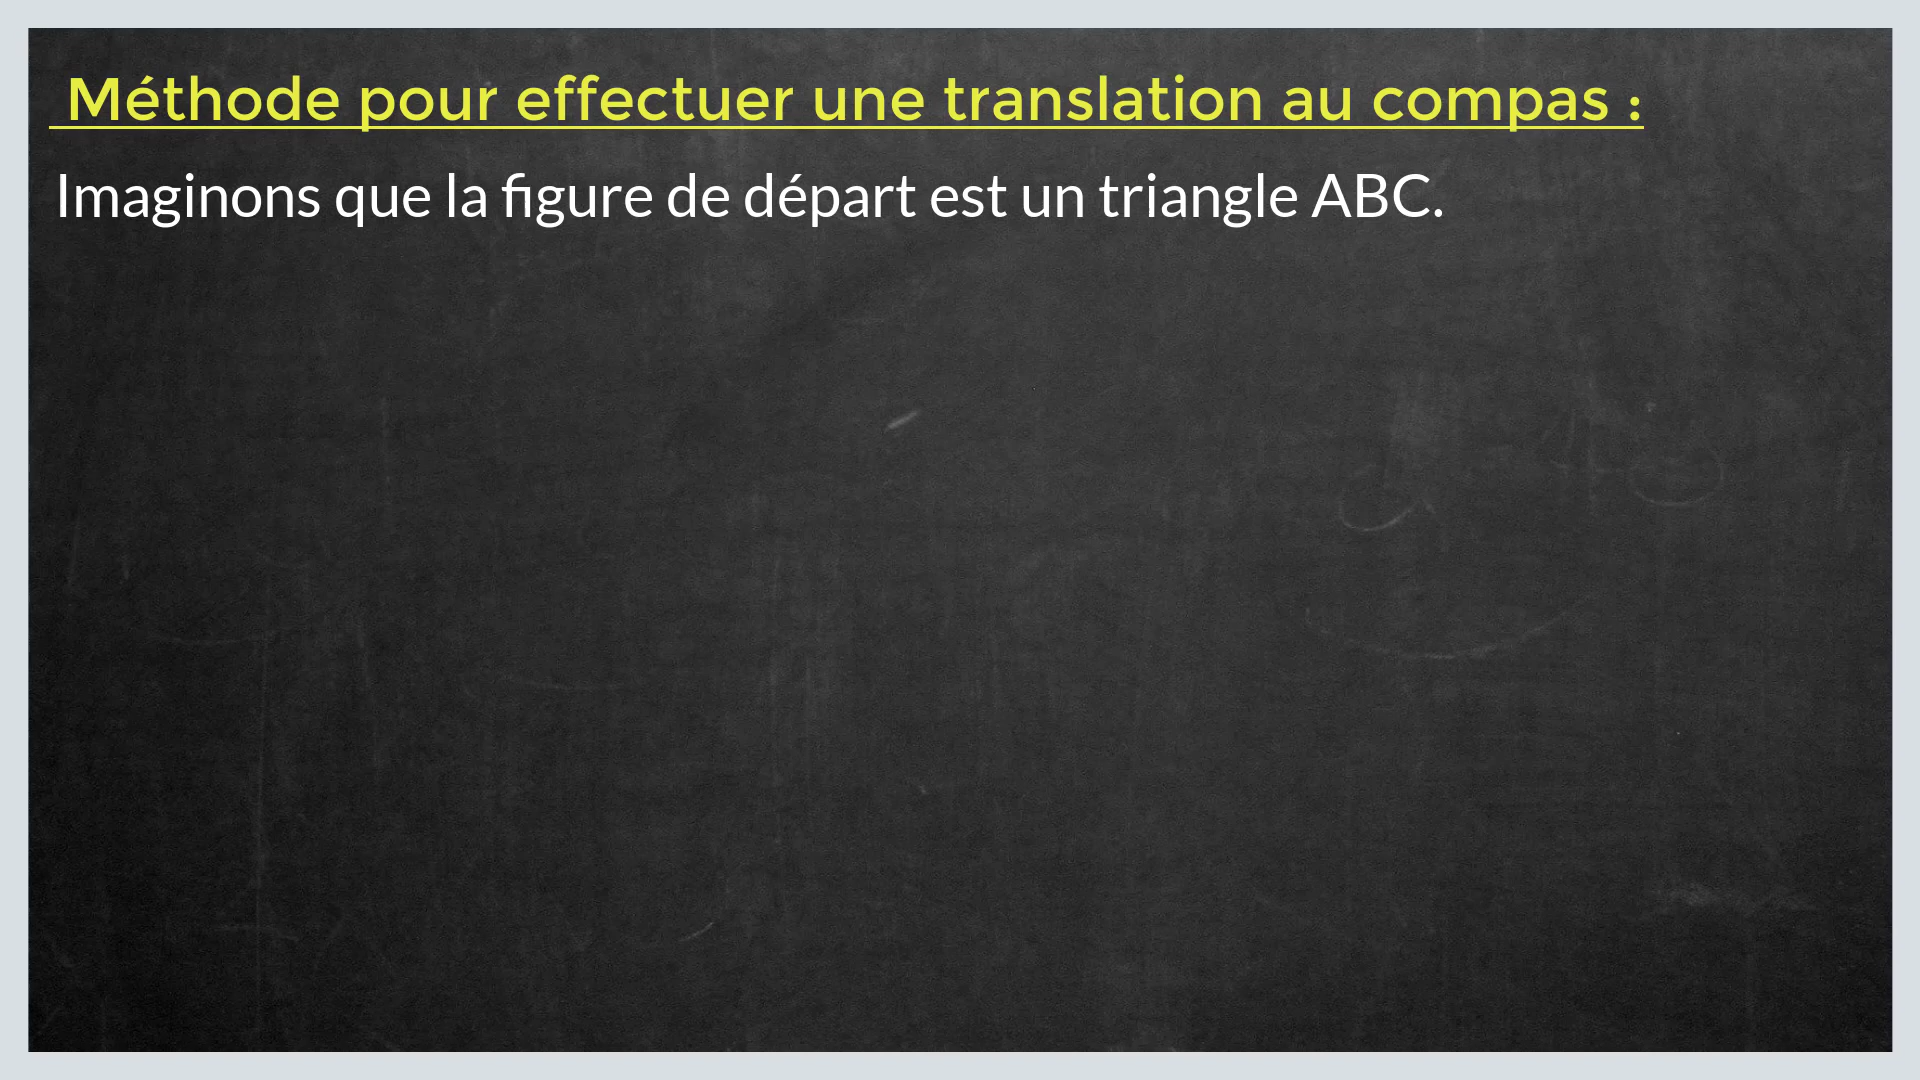 Méthode pour effectuer une translation au compas :
Imaginons que la figure de départ est un triangle ABC.